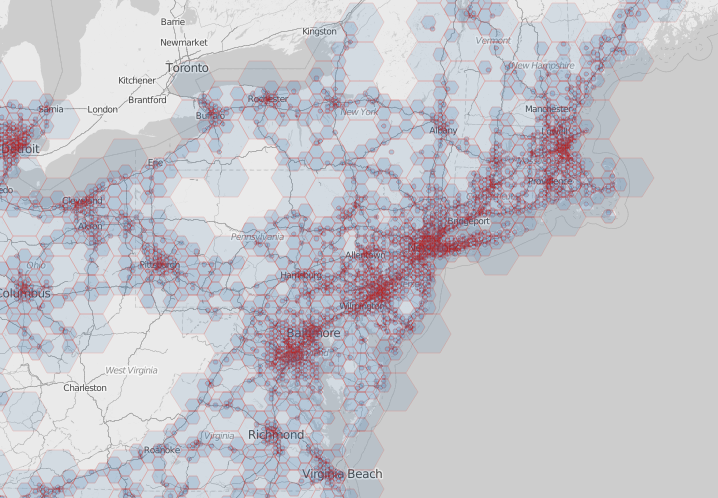 Barrie
Kingston
Newmarket
Vermont
Toronto
New Hampshire
Kitchener
Rochester
Brantford
London
Sarnia
Manchester
New York
Albany
Detroit
Erie
Providence
Cleveland
Bridgeport
Akron
Pennsylvania
Allentown
Ohio
Pittsburgh
Harrisburg
Columbus
Wilmington
Baltimore
West Virginia
Charleston
Virginia
Richmond
Roanoke
Virginia Beach